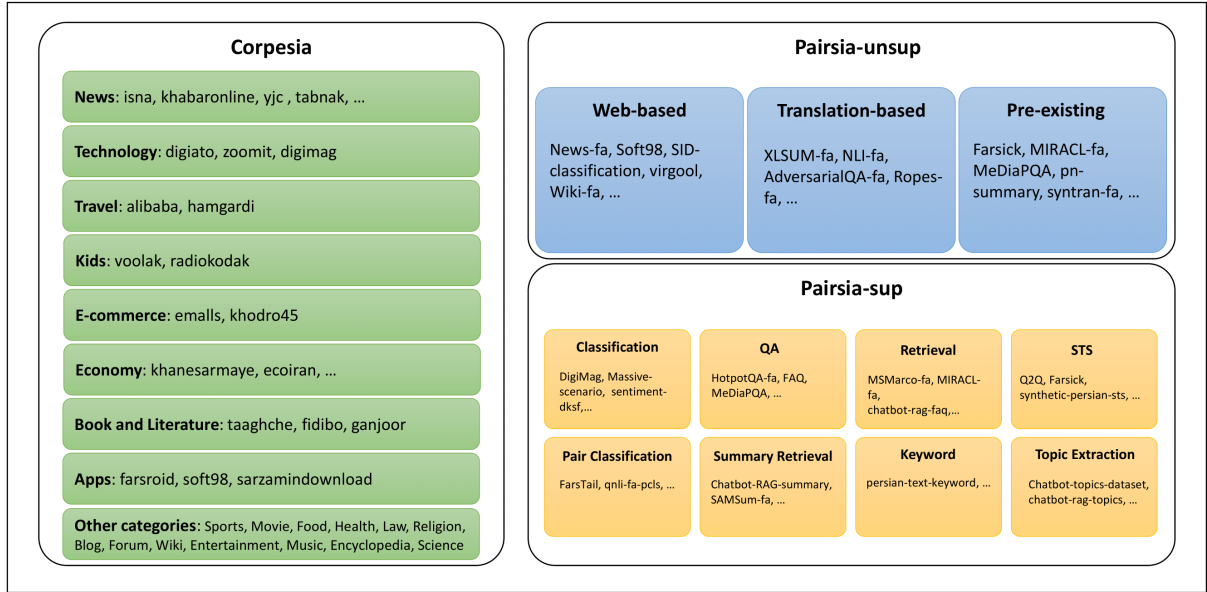 Corpesia
News: isna, khabaronline, yjc , tabnak, ...
Technology: digiato, zoomit, digimag
Travel: alibaba, hamgardi
Kids: voolak, radiokodak
E-commerce: emalls, khodro45
Economy: khanesarmaye, ecoiran, ...
Book and Literature: taaghche, fidibo, ganjoor
Apps: farsroid, soft98, sarzamindownload
Other categories: Sports, Movie, Food, Health, Law, Religion,
Blog, Forum, Wiki, Entertainment, Music, Encyclopedia, Science
Pairsia-unsup
Web-based
News-fa, Soft98, SID-
classification, virgool,
Wiki-fa, ...
Translation-based
XLSUM-fa, NLI-fa,
AdversarialQA-fa, Ropes-
fa, ...
Pre-existing
Farsick, MIRACL-fa,
MeDiaPQA, pn-
summary, syntran-fa, ...
Pairsia-sup
Classification
DigiMag, Massive-
scenario, sentiment-
dksf,...
QA
HotpotQA-fa, FAQ,
MeDiaPQA, ...
Retrieval
MSMarco-fa, MIRACL-
fa,
chatbot-rag-faq,...
STS
Q2Q, Farsick,
synthetic-persian-sts, ...
Pair Classification
FarsTail, qnli-fa-pcls, ...
Summary Retrieval
Chatbot-RAG-summary,
SAMSum-fa, ...
Keyword
persian-text-keyword, ...
Topic Extraction
Chatbot-topics-dataset,
chatbot-rag-topics, ...